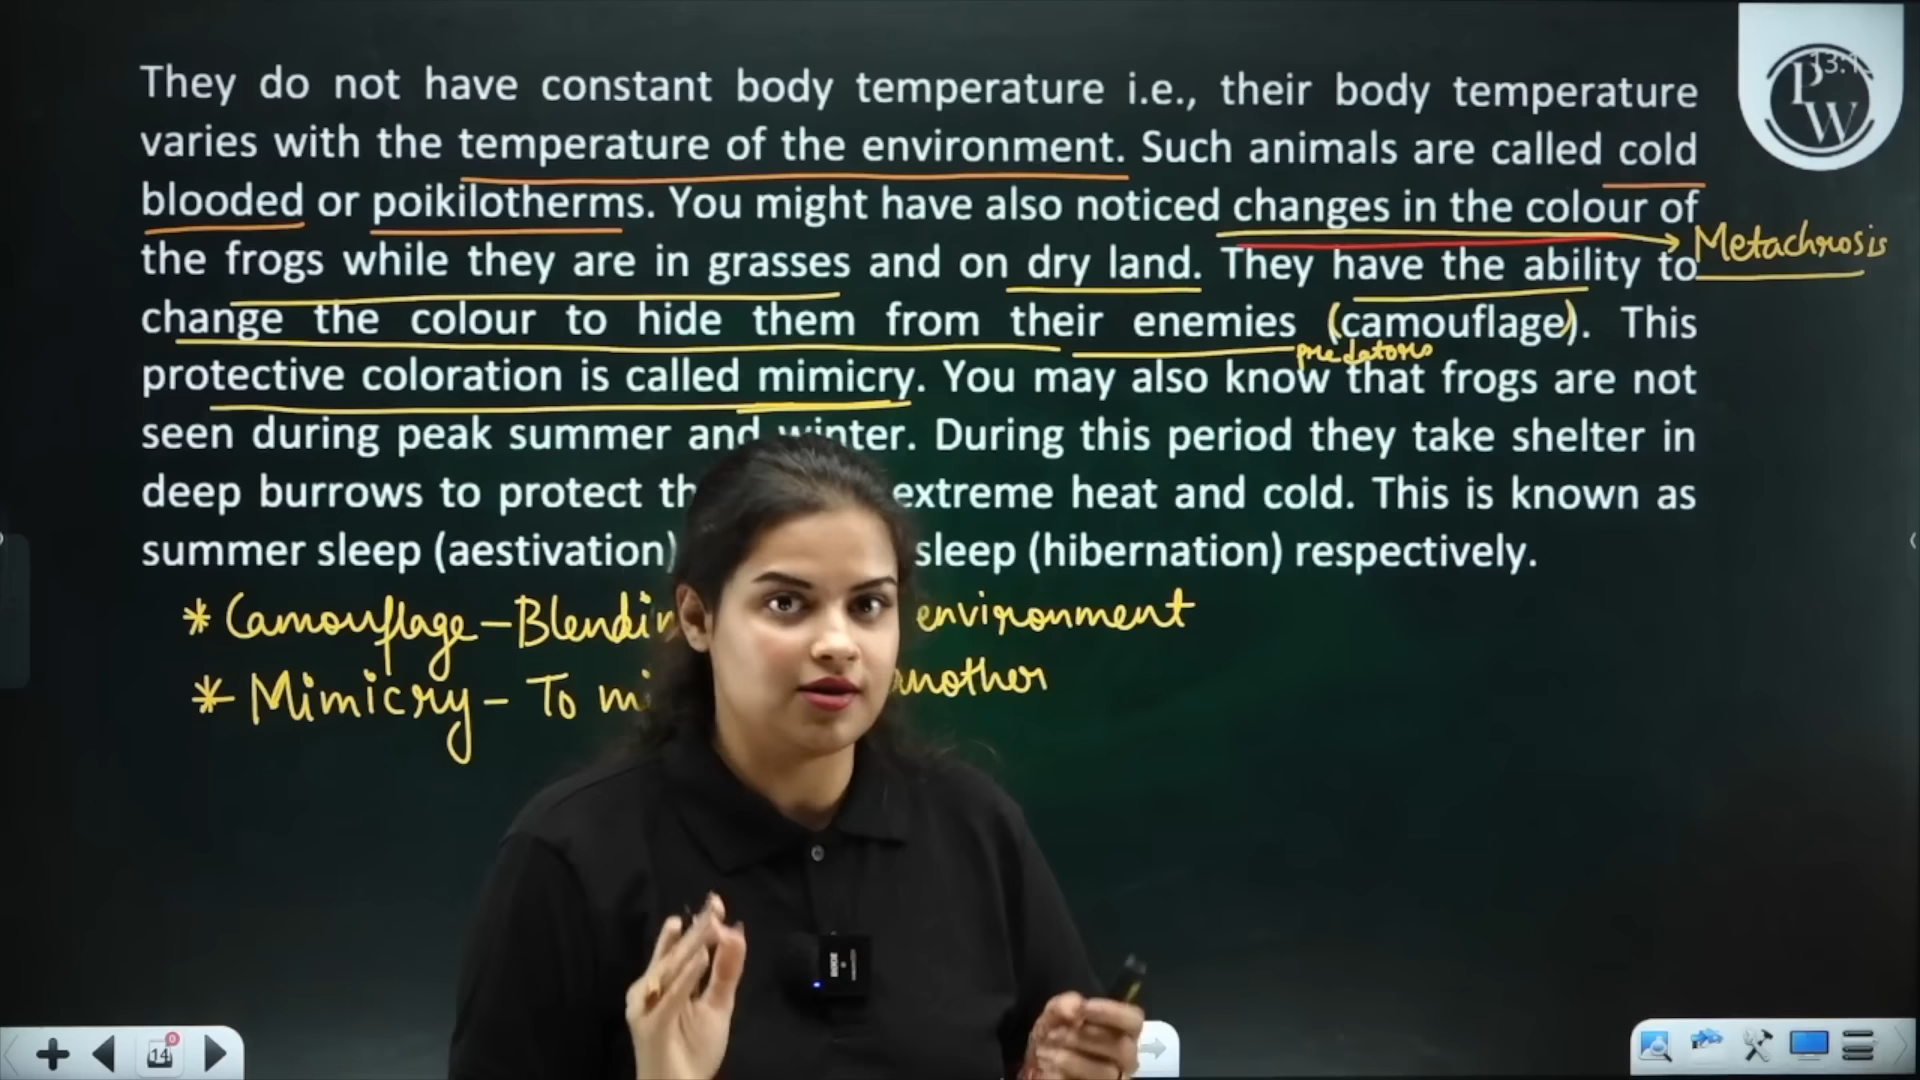 They do not have constant body temperature i.e., their body temperature
varies with the temperature of the environment. Such animals are called cold
blooded or poikilotherms. You might have also noticed changes in the colour of
Metachrosis
the frogs while they are in grasses and on dry land. They have the ability to
change the colour to hide them from their enemies (camouflage). This
predators
protective coloration is called mimicry. You may also know that frogs are not
seen during peak summer and winter. During this period they take shelter in
deep burrows to protect extreme heat and cold. This is known as
summer sleep (aestivation) sleep (hibernation) respectively.
* Camouflage – environment
* Mimicry – To another
PW
14
0